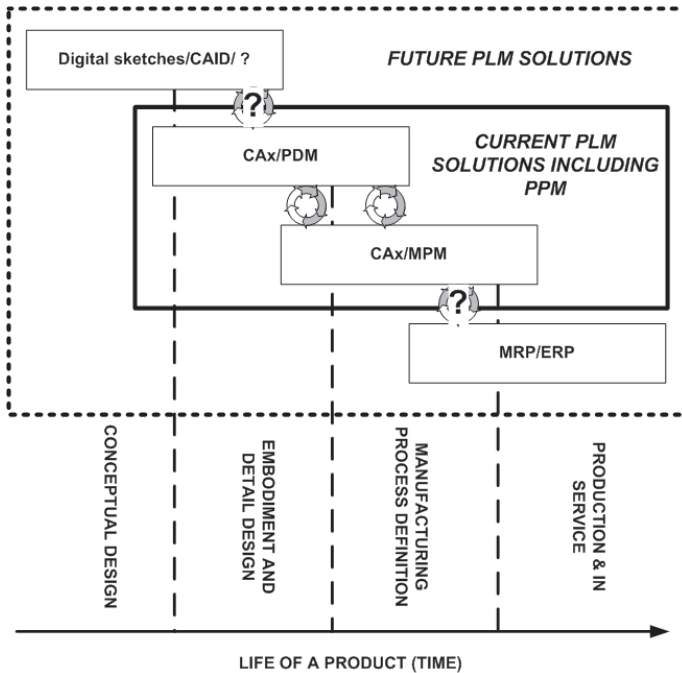 Digital sketches/CAID/ ?
FUTURE PLM SOLUTIONS
?
CAx/PDM
CURRENT PLM
SOLUTIONS INCLUDING
PPM
CAx/MPM
?
MRP/ERP
CONCEPTUAL DESIGN
EMBODIMENT AND
DETAIL DESIGN
MANUFACTURING
PROCESS DEFINITION
PRODUCTION & IN
SERVICE
LIFE OF A PRODUCT (TIME)